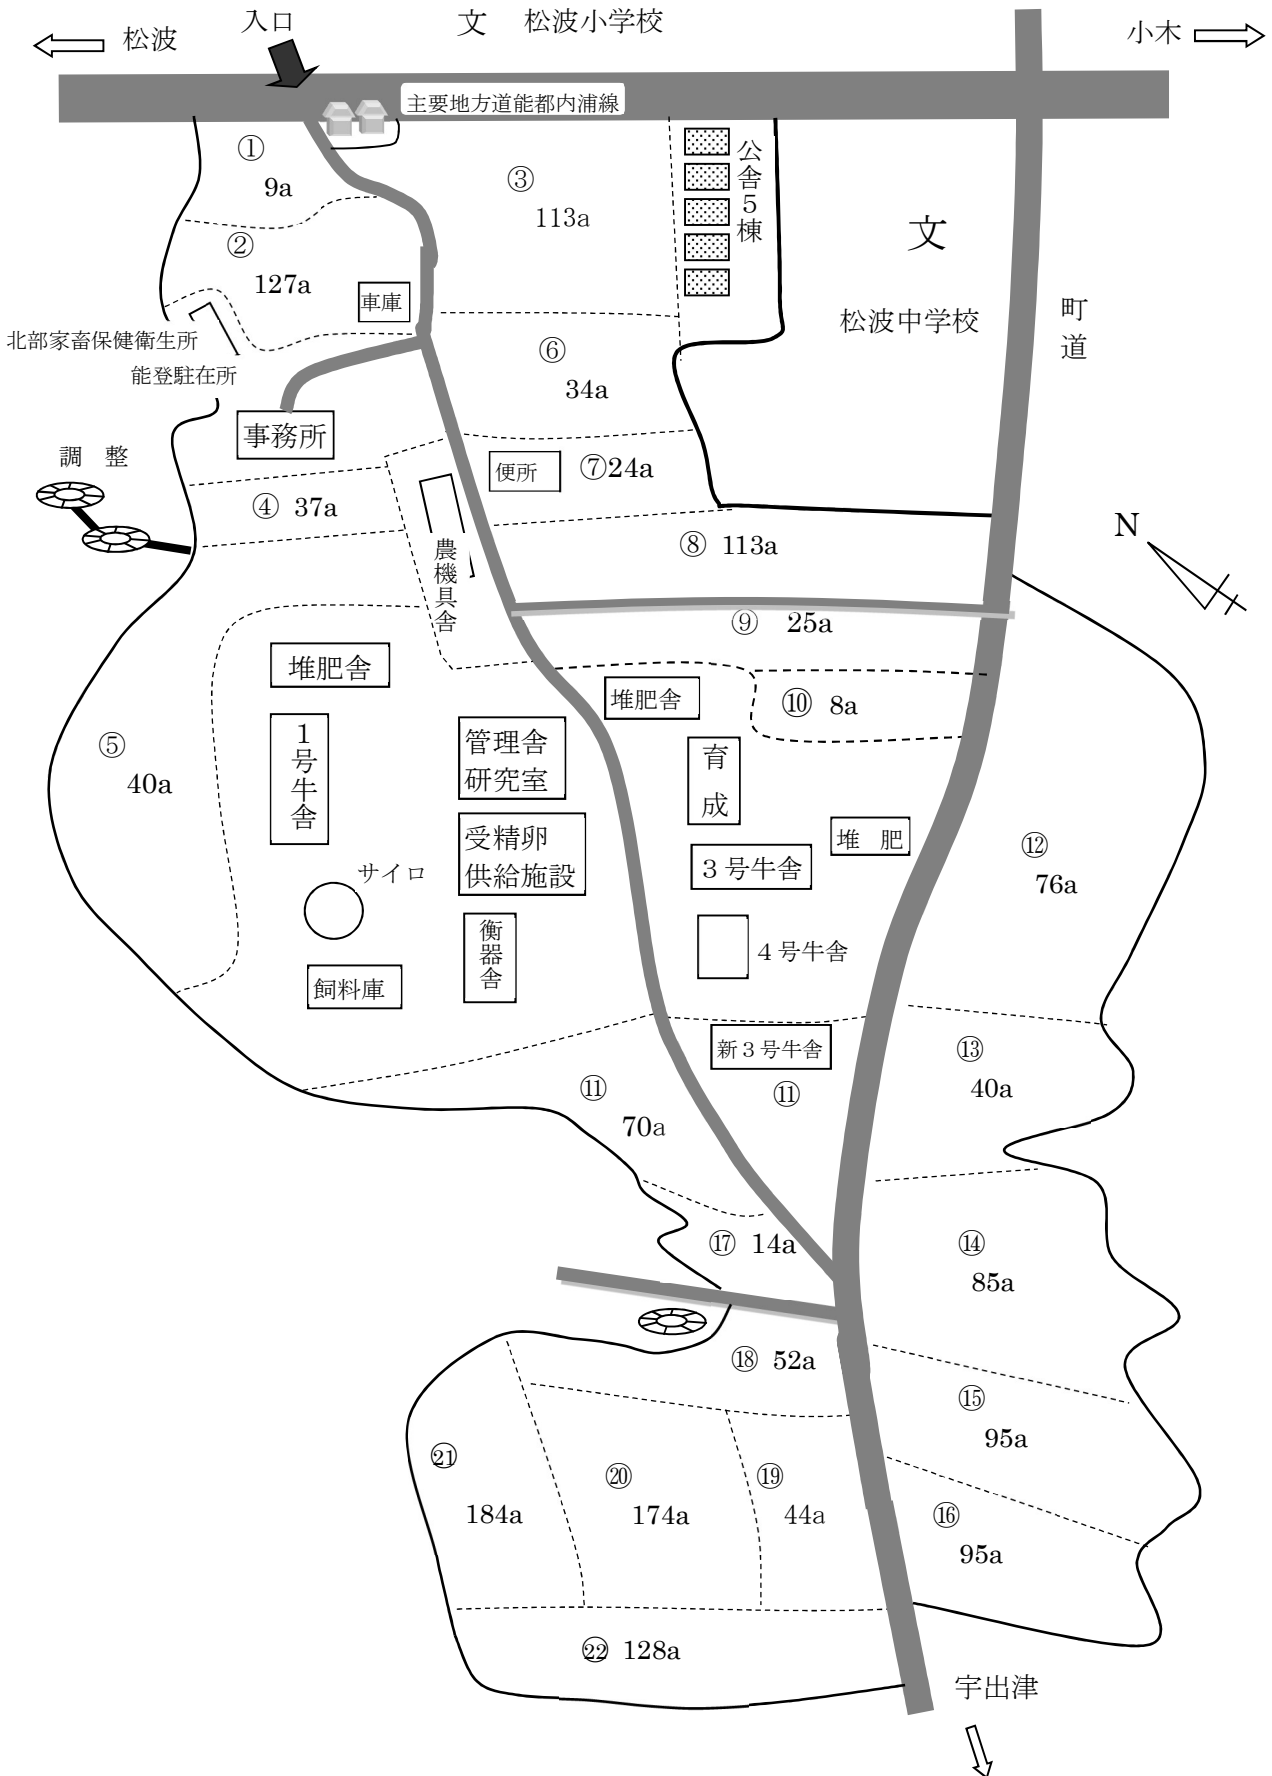 入口
文 松波小学校
松波
小木
主要地方道能都内浦線
①
9a
③
113a
公舎５棟
文
松波中学校
町道
②
127a
車庫
北部家畜保健衛生所
能登駐在所
⑥
34a
事務所
調 整
便所
⑦24a
④ 37a
農機具舎
⑧ 113a
N
⑨ 25a
堆肥舎
堆肥舎
⑩ 8a
⑤
40a
１号牛舎
管理舎
研究室
育成
受精卵
供給施設
堆 肥
３号牛舎
⑫
76a
サイロ
衡器舎
４号牛舎
飼料庫
新３号牛舎
⑬
40a
⑪
70a
⑪
⑰ 14a
⑭
85a
⑱ 52a
⑮
95a
㉑
184a
⑳
174a
⑲
44a
⑯
95a
㉒ 128a
宇出津